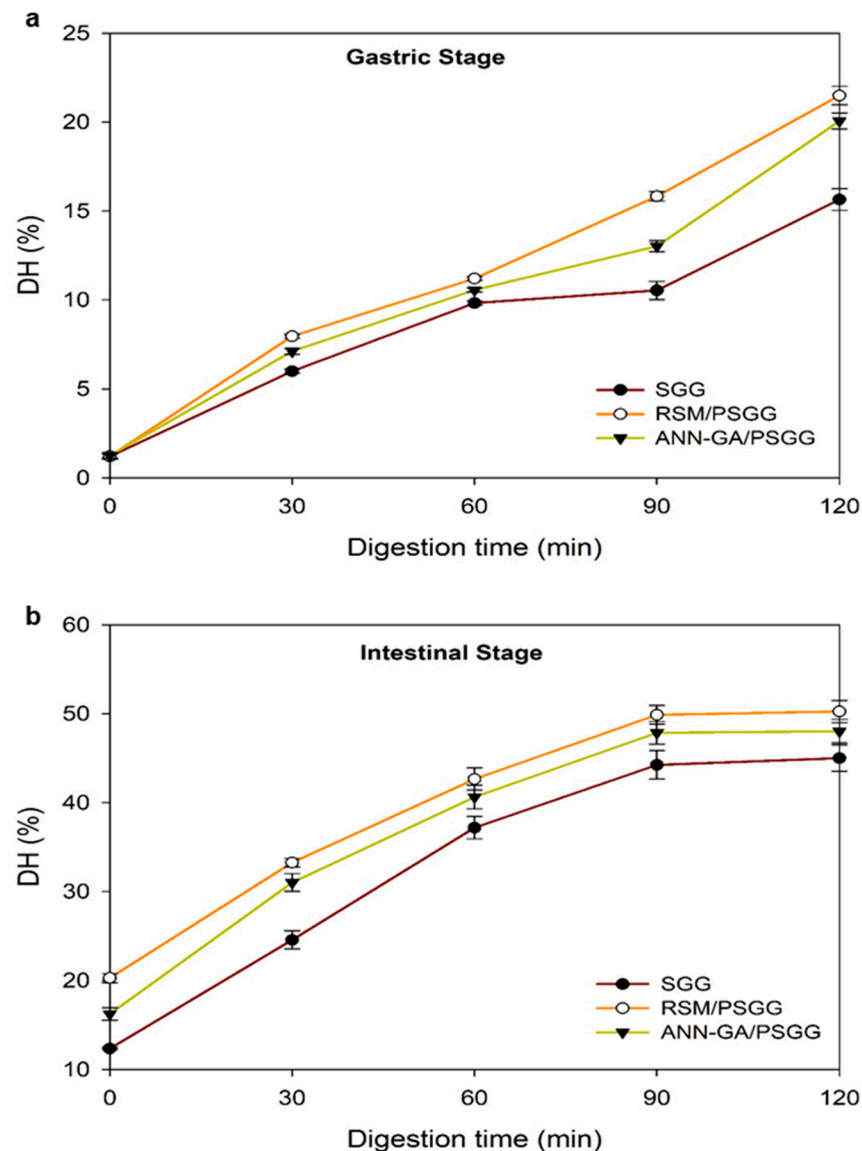 a
25
20
15
10
5
0
DH (%)
Gastric Stage
SGG
RSM/PSGG
ANN-GA/PSGG
0 30 60 90 120
Digestion time (min)
b
60
50
40
30
20
10
DH (%)
Intestinal Stage
SGG
RSM/PSGG
ANN-GA/PSGG
0 30 60 90 120
Digestion time (min)